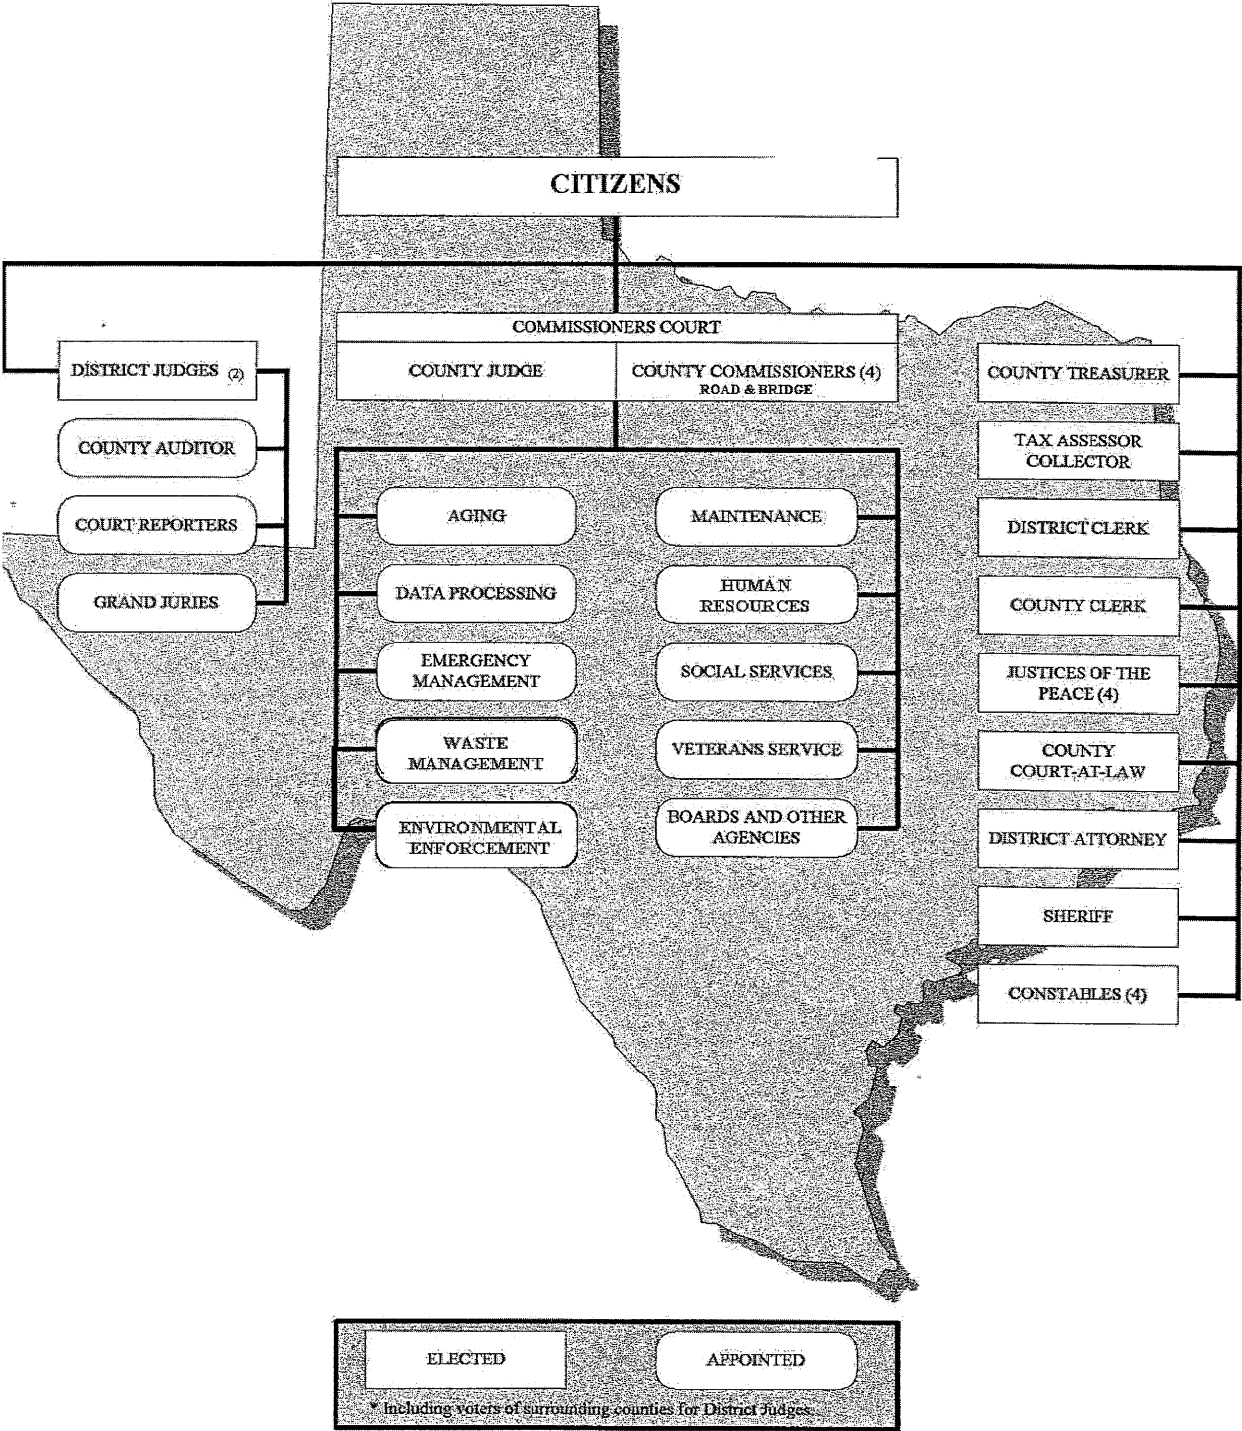 CITIZENS
COMMISSIONERS COURT
COUNTY JUDGE
COUNTY COMMISSIONERS (4)
ROAD & BRIDGE
DISTRICT JUDGES (2)
COUNTY AUDITOR
COURT REPORTERS
GRAND JURIES
AGING
DATA PROCESSING
EMERGENCY
MANAGEMENT
WASTE
MANAGEMENT
ENVIRONMENTAL
ENFORCEMENT
MAINTENANCE
HUMAN
RESOURCES
SOCIAL SERVICES
VETERANS SERVICE
BOARDS AND OTHER
AGENCIES
COUNTY TREASURER
TAX ASSESSOR
COLLECTOR
DISTRICT CLERK
COUNTY CLERK
JUSTICES OF THE
PEACE (4)
COUNTY
COURT-AT-LAW
DISTRICT ATTORNEY
SHERIFF
CONSTABLES (4)
ELECTED
APPOINTED
* Including voters of surrounding counties for District Judges.